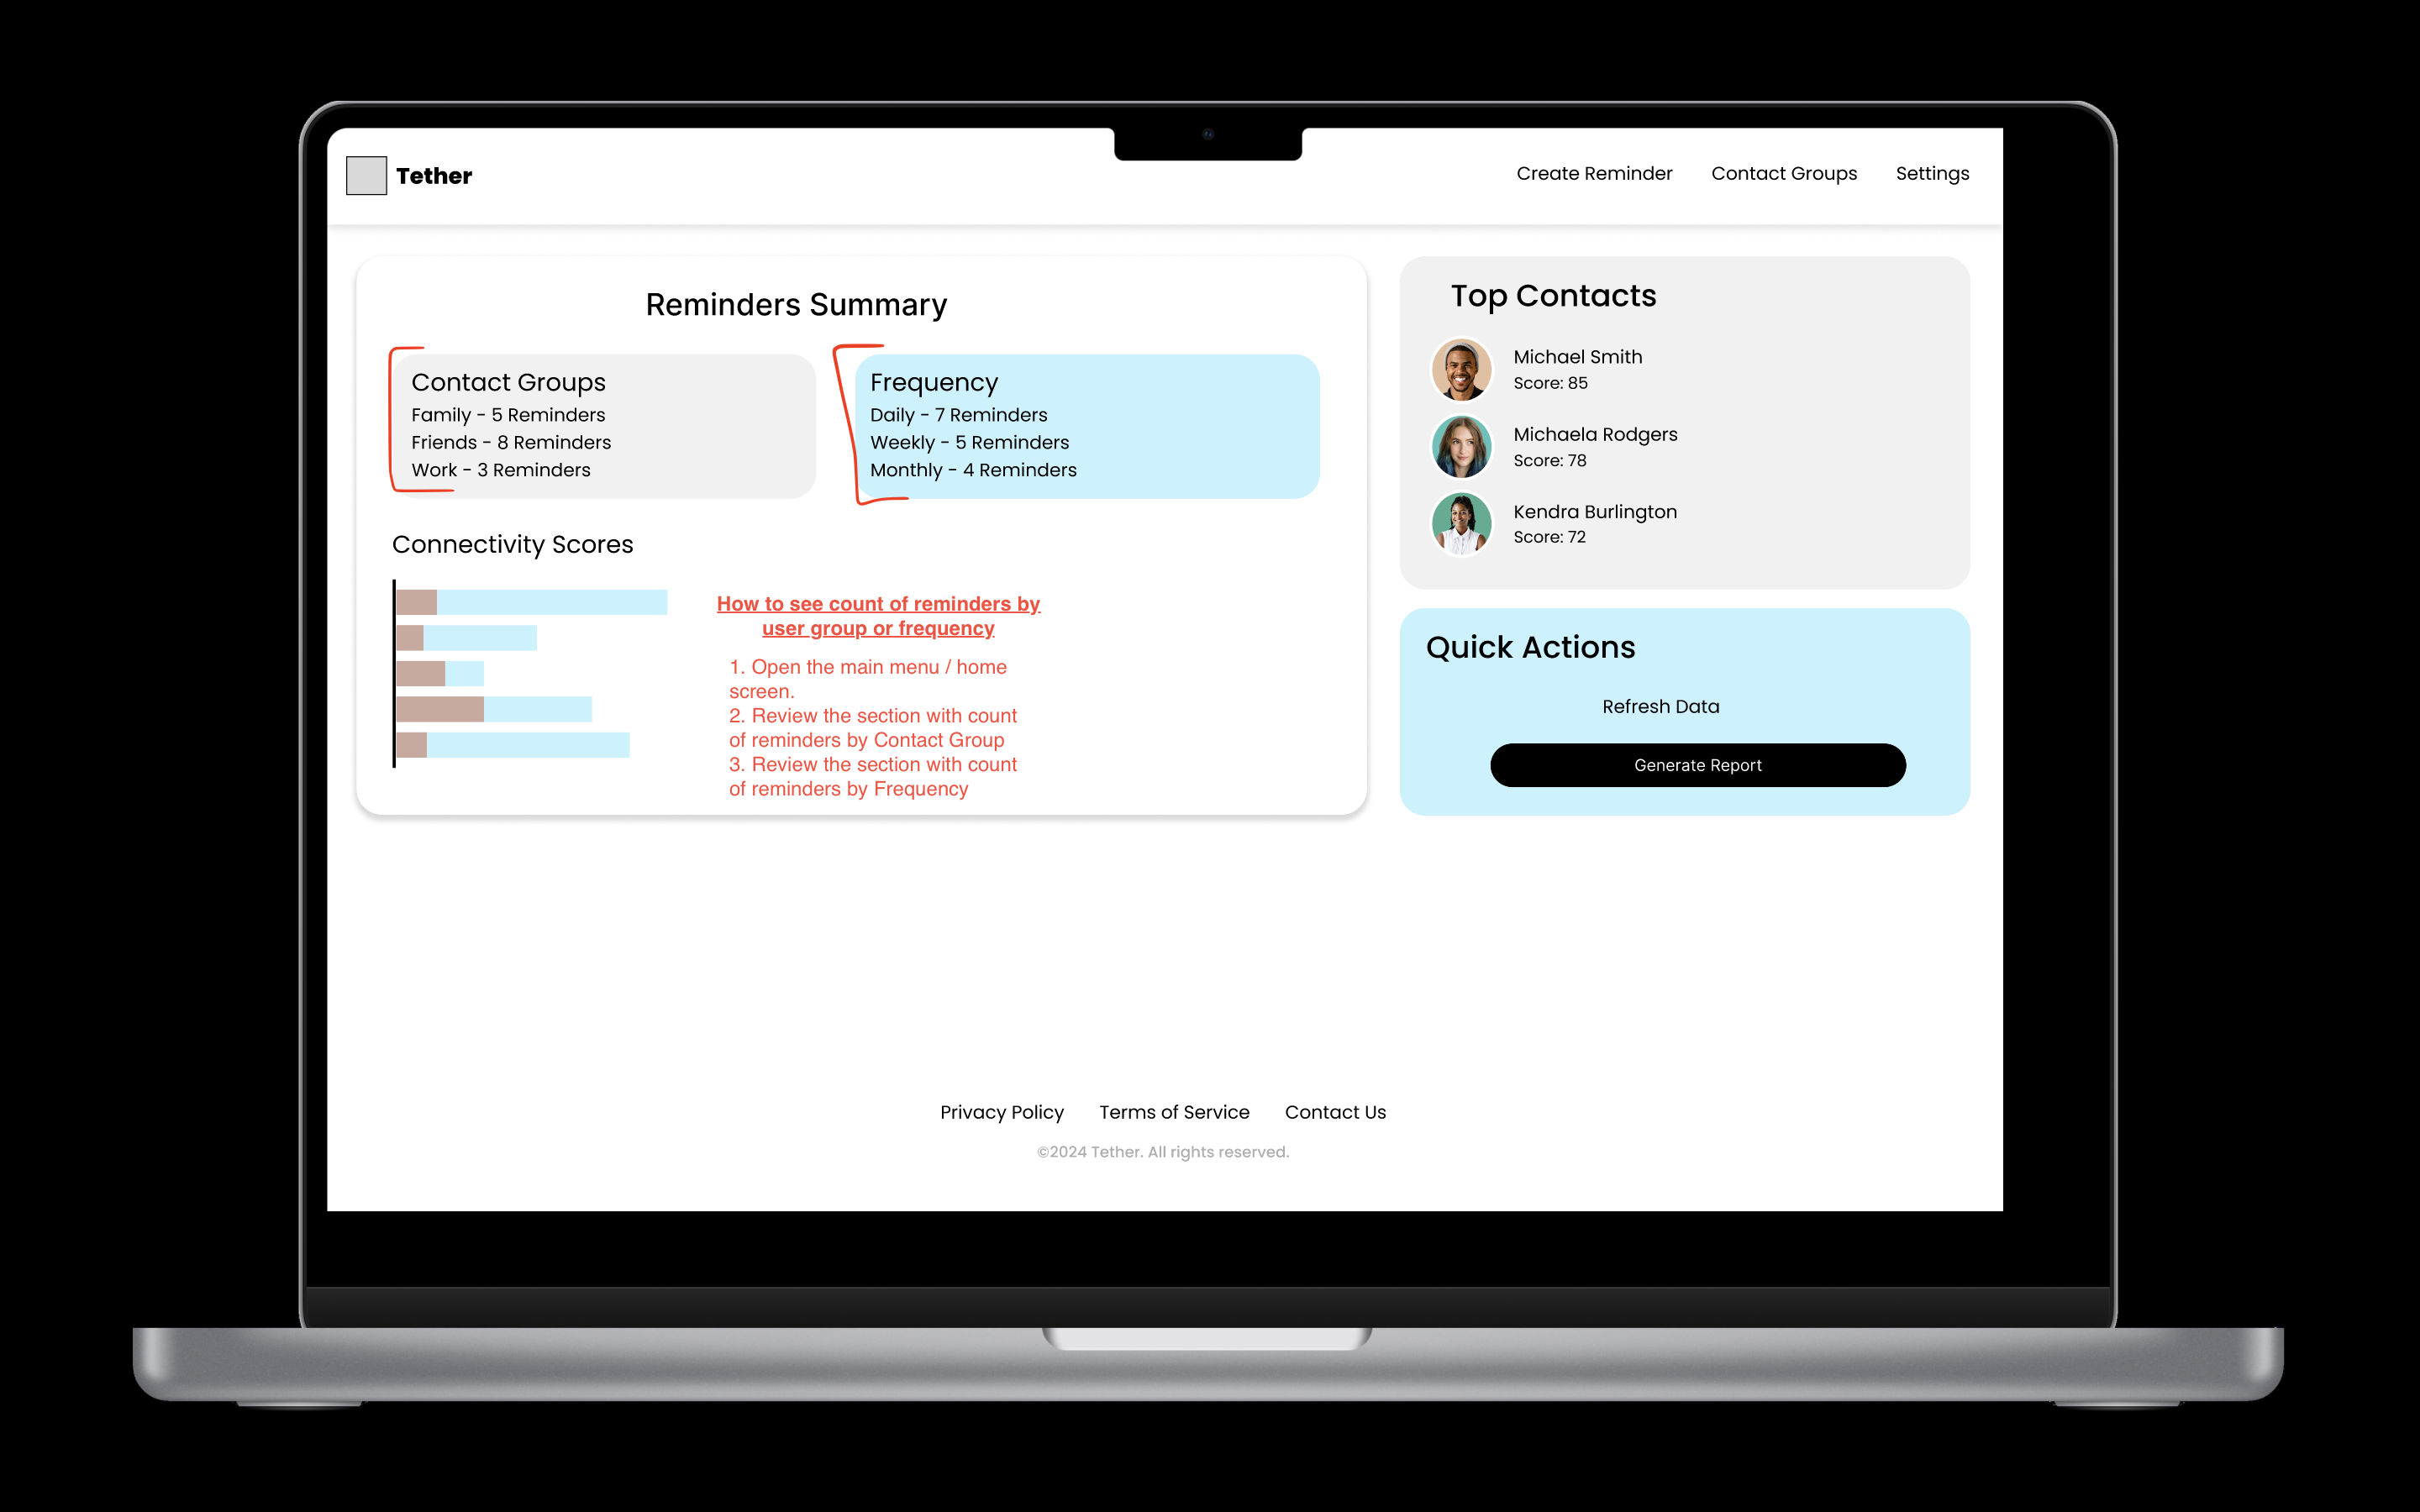 Tether
Create Reminder
Contact Groups
Settings
Reminders Summary
Contact Groups
Family - 5 Reminders
Friends - 8 Reminders
Work - 3 Reminders
Frequency
Daily - 7 Reminders
Weekly - 5 Reminders
Monthly - 4 Reminders
Connectivity Scores
How to see count of reminders by
user group or frequency
1. Open the main menu / home
screen.
2. Review the section with count
of reminders by Contact Group
3. Review the section with count
of reminders by Frequency
Top Contacts
Michael Smith
Score: 85
Michaela Rodgers
Score: 78
Kendra Burlington
Score: 72
Quick Actions
Refresh Data
Generate Report
Privacy Policy
Terms of Service
Contact Us
©2024 Tether. All rights reserved.